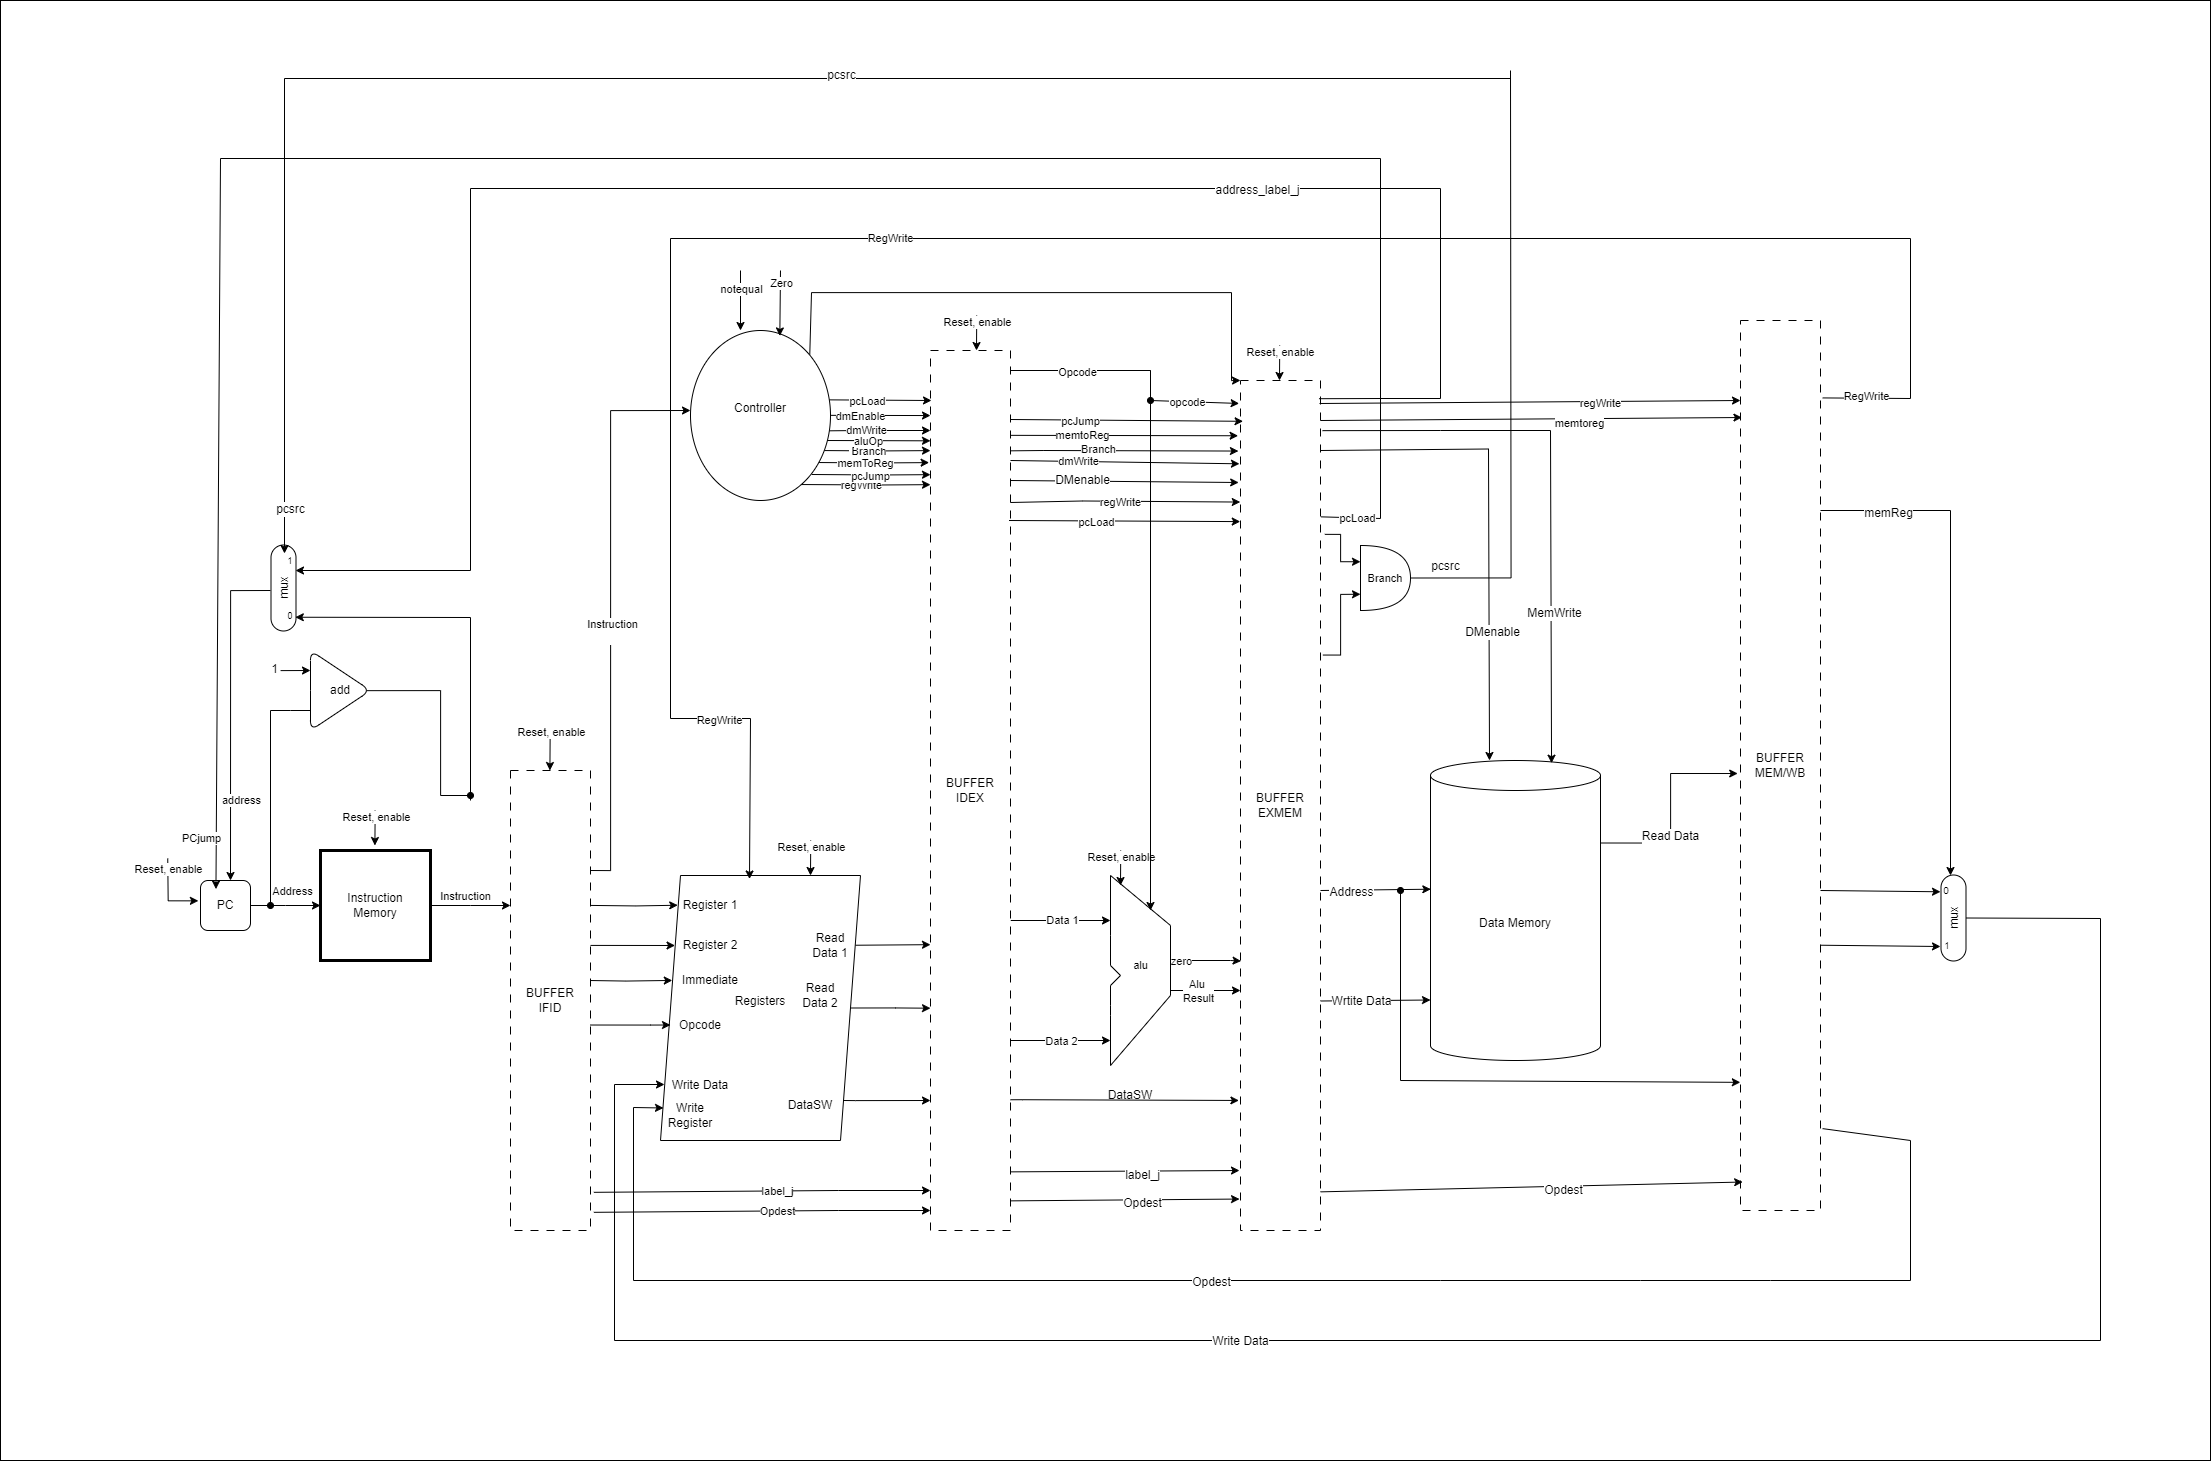 pcsrc
address_label_j
RegWrite
notequal
Zero
Reset, enable
Reset, enable
Controller
pcLoad
dmEnable
dmWrite
aluOp
Branch
memToReg
pcJump
regWrite
Opcode
opcode
pcJump
memtoReg
Branch
dmWrite
DMenable
regWrite
pcLoad
regWrite
memtoreg
RegWrite
pcLoad
Branch
pcsrc
memReg
MemWrite
DMenable
pcsrc
1
mux
0
Instruction
1
add
RegWrite
Reset, enable
address
Reset, enable
PCjump
Reset, enable
PC
Address
Instruction
Memory
Instruction
BUFFER
IFID
Reset, enable
Register 1
Register 2
Immediate
Registers
Opcode
Write Data
Write
Register
Read
Data 1
Read
Data 2
DataSW
BUFFER
IDEX
Reset, enable
Data 1
alu
Data 2
zero
Alu
Result
BUFFER
EXMEM
Address
Wrtite Data
Data Memory
Read Data
BUFFER
MEM/WB
0
mux
1
DataSW
label_j
Opdest
label_j
Opdest
Opdest
Opdest
Write Data